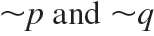 ~p and ~q